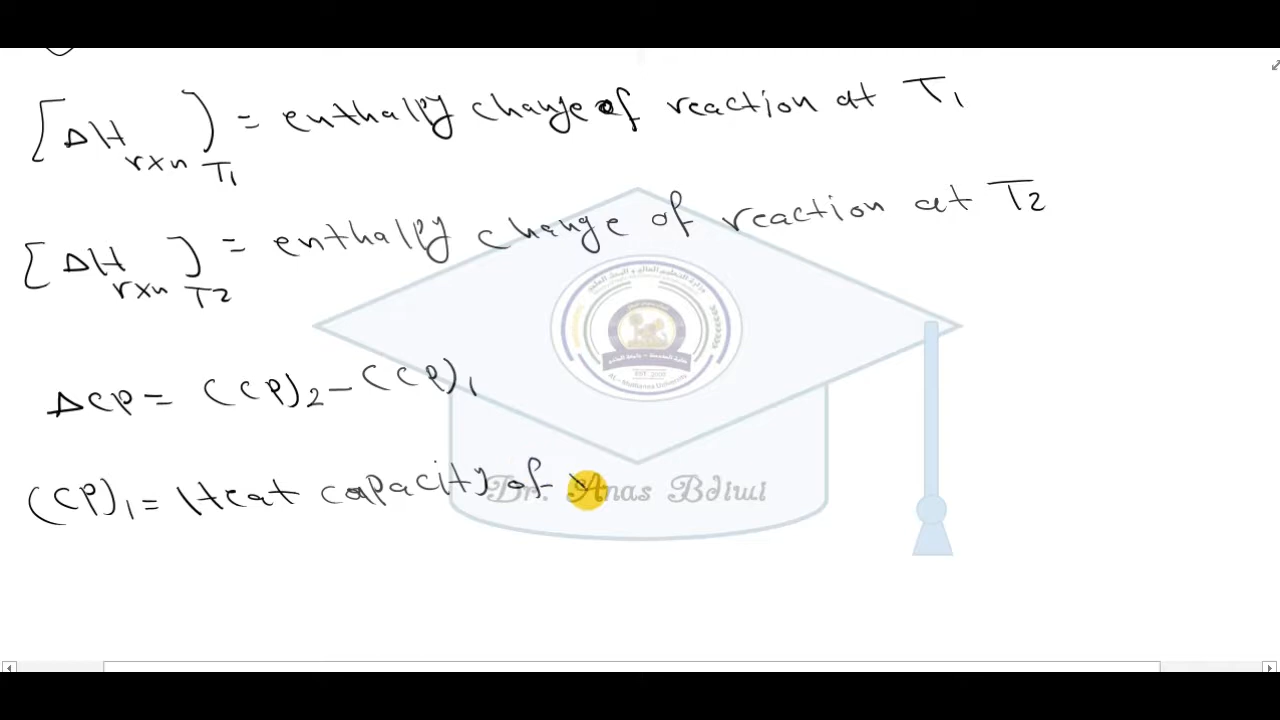 [ΔH rxn]T1 = enthalpy change of reaction at T1
[ΔH rxn]T2 = enthalpy change of reaction at T2
ΔCp = (Cp)2 - (Cp)1
(Cp)1 = Heat capacity of
Dr. Anas Bdiwi